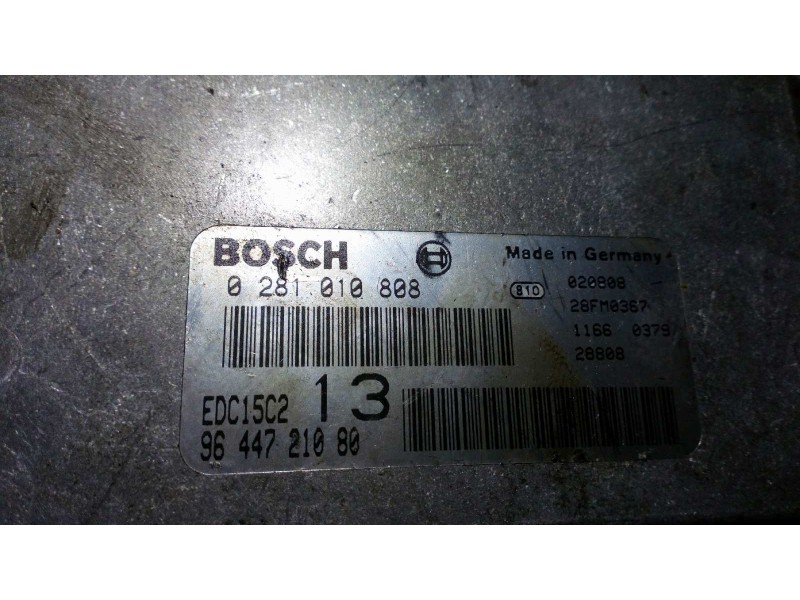 BOSCH
Made in Germany
0 281 010 808
810
020808
28FM0367
1166 0379
28808
EDC15C2
13
96 447 210 80